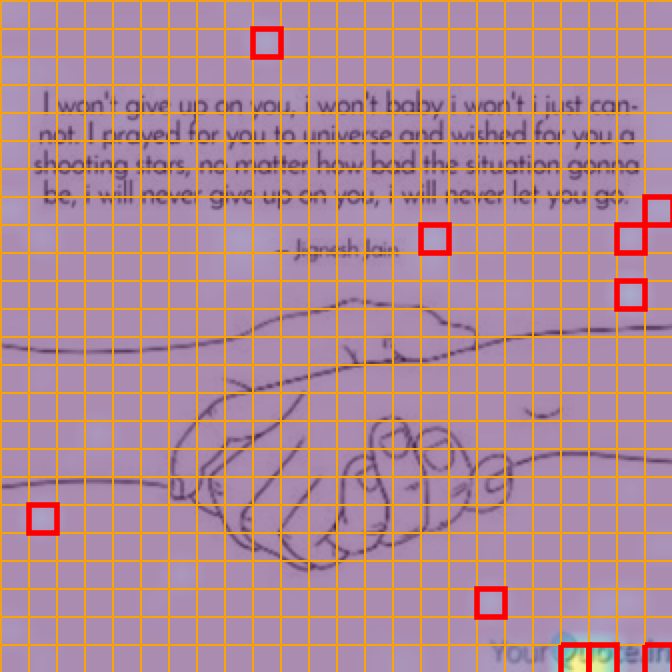 I won't give up on you, i won't baby i won't i just can-
not. I prayed for you to universe and wished for you a
shooting stars, no matter how bad the situation gonna
be, i will never give up on you, i will never let you go.
- Jignesh Jain
YourQuote.in